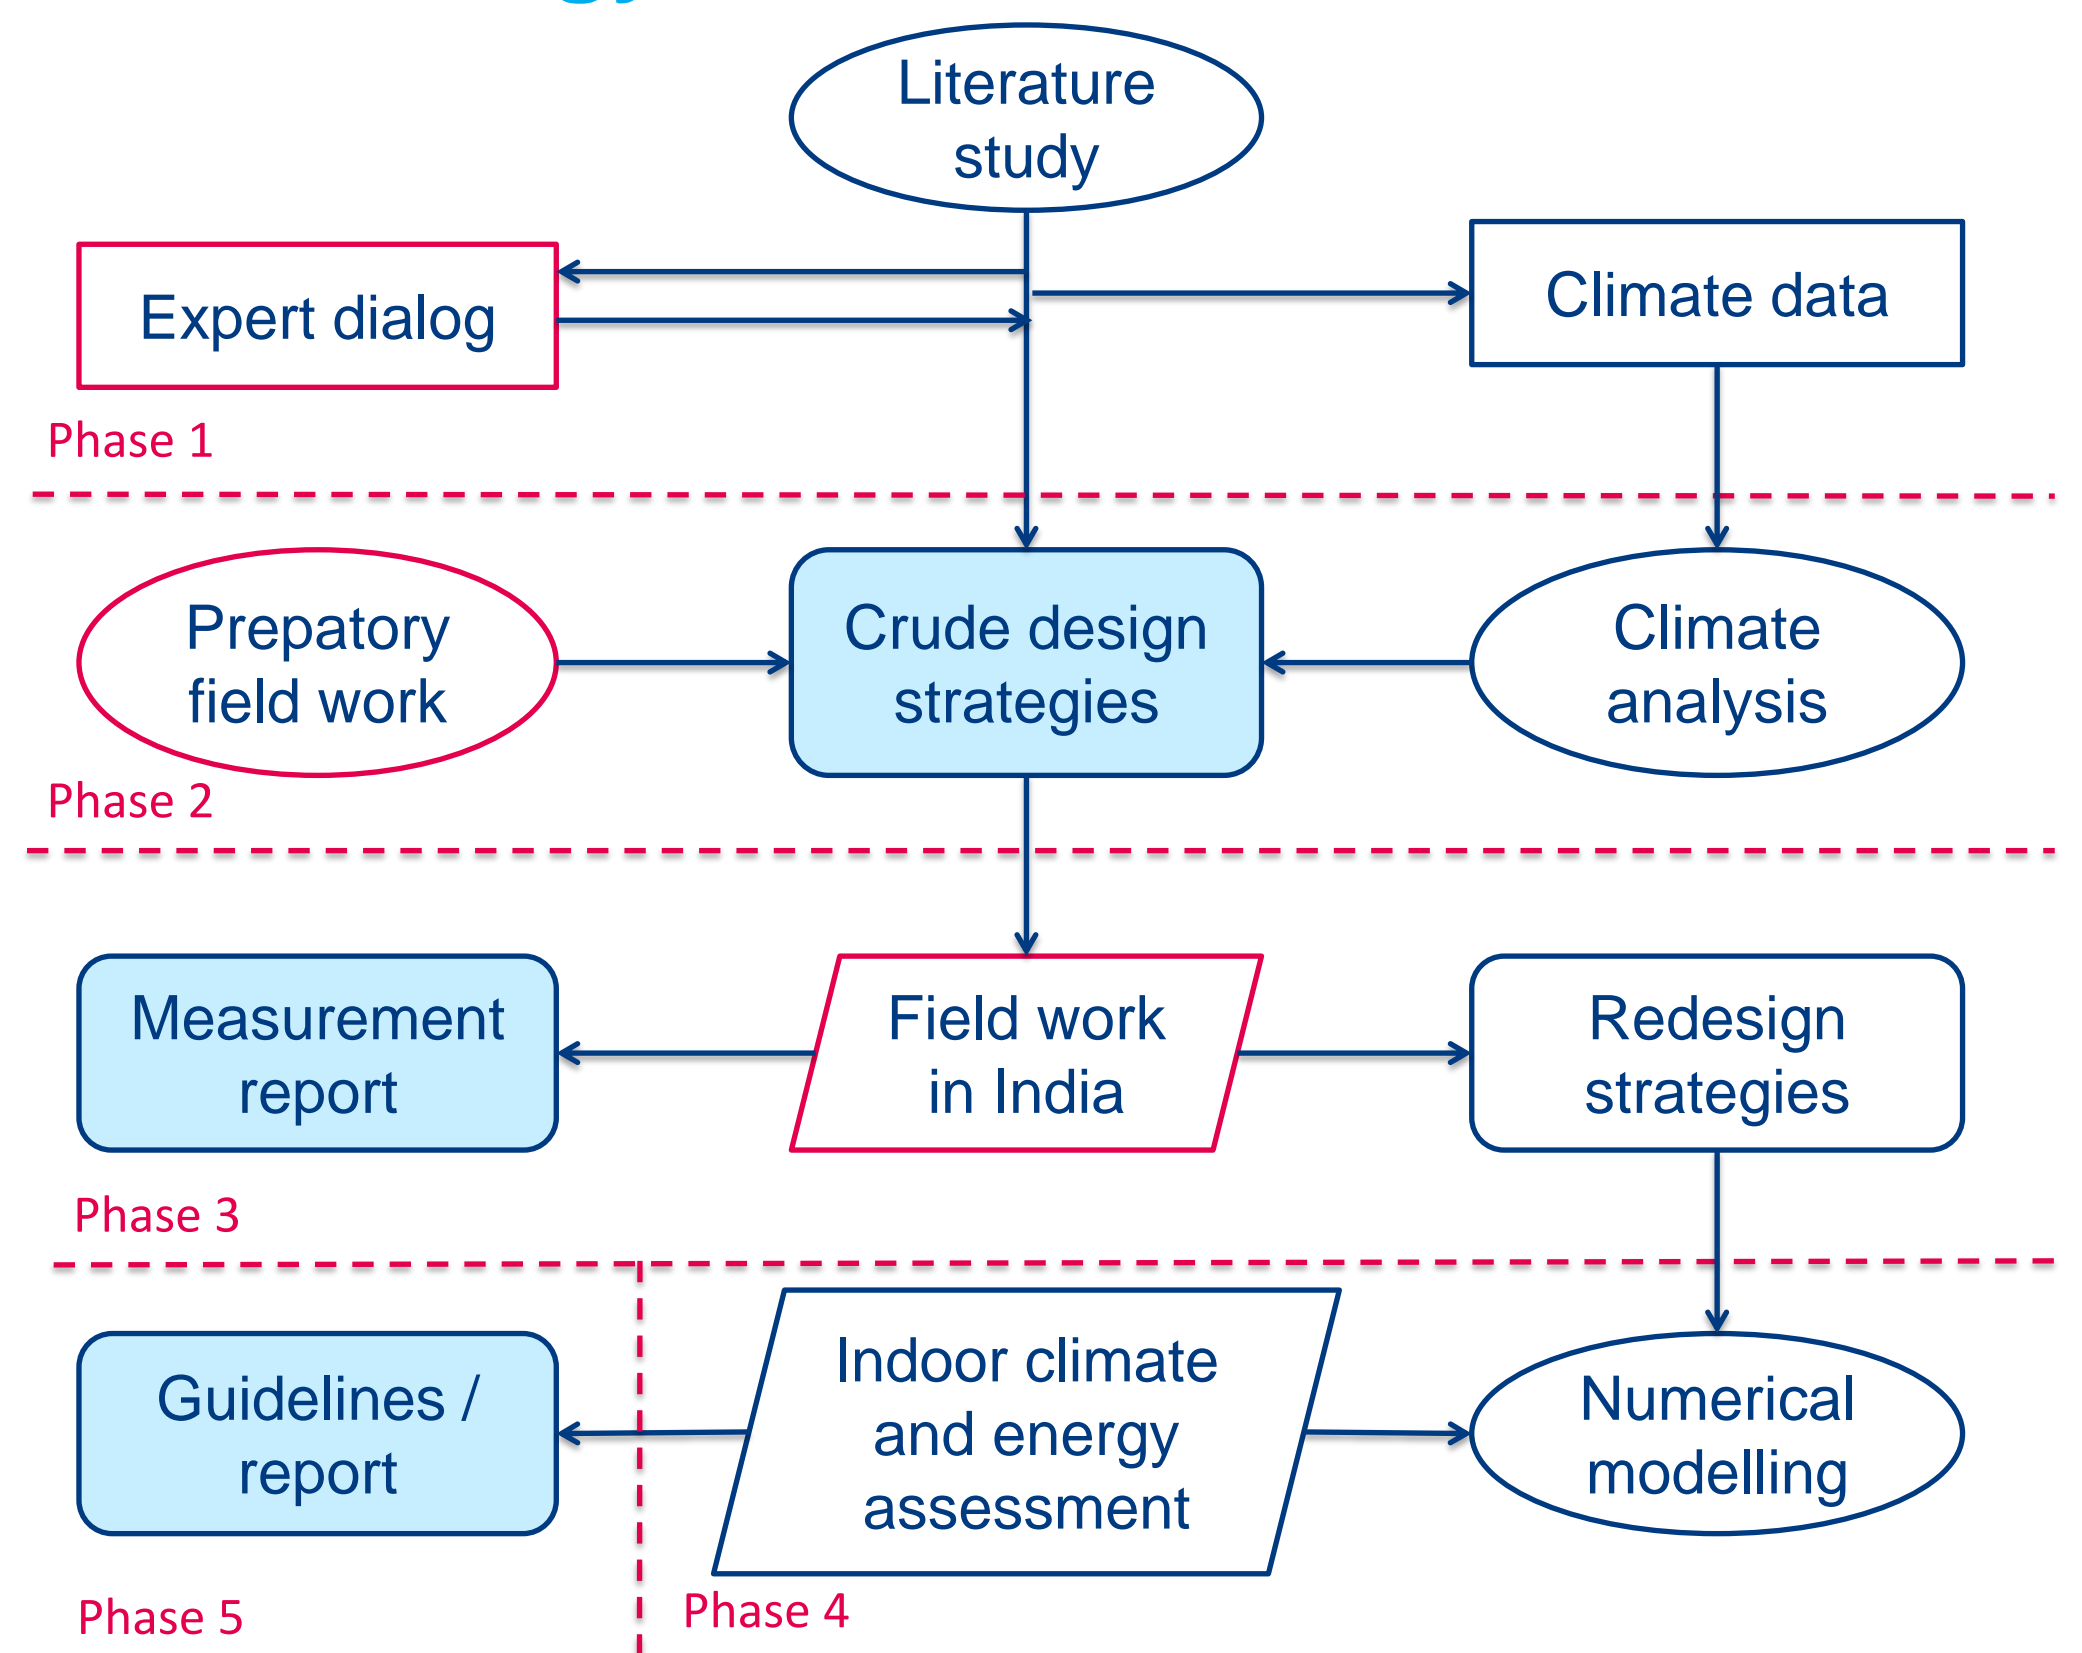 Literature
study
Expert dialog
Climate data
Phase 1
Prepatory
field work
Crude design
strategies
Climate
analysis
Phase 2
Measurement
report
Field work
in India
Redesign
strategies
Phase 3
Guidelines /
report
Indoor climate
and energy
assessment
Numerical
modelling
Phase 5
Phase 4